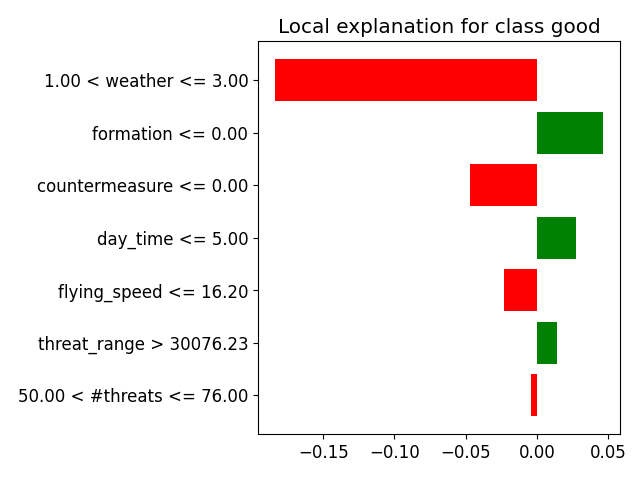 Local explanation for class good
1.00 < weather <= 3.00
formation <= 0.00
countermeasure <= 0.00
day_time <= 5.00
flying_speed <= 16.20
threat_range > 30076.23
50.00 < #threats <= 76.00
−0.15 −0.10 −0.05 0.00 0.05